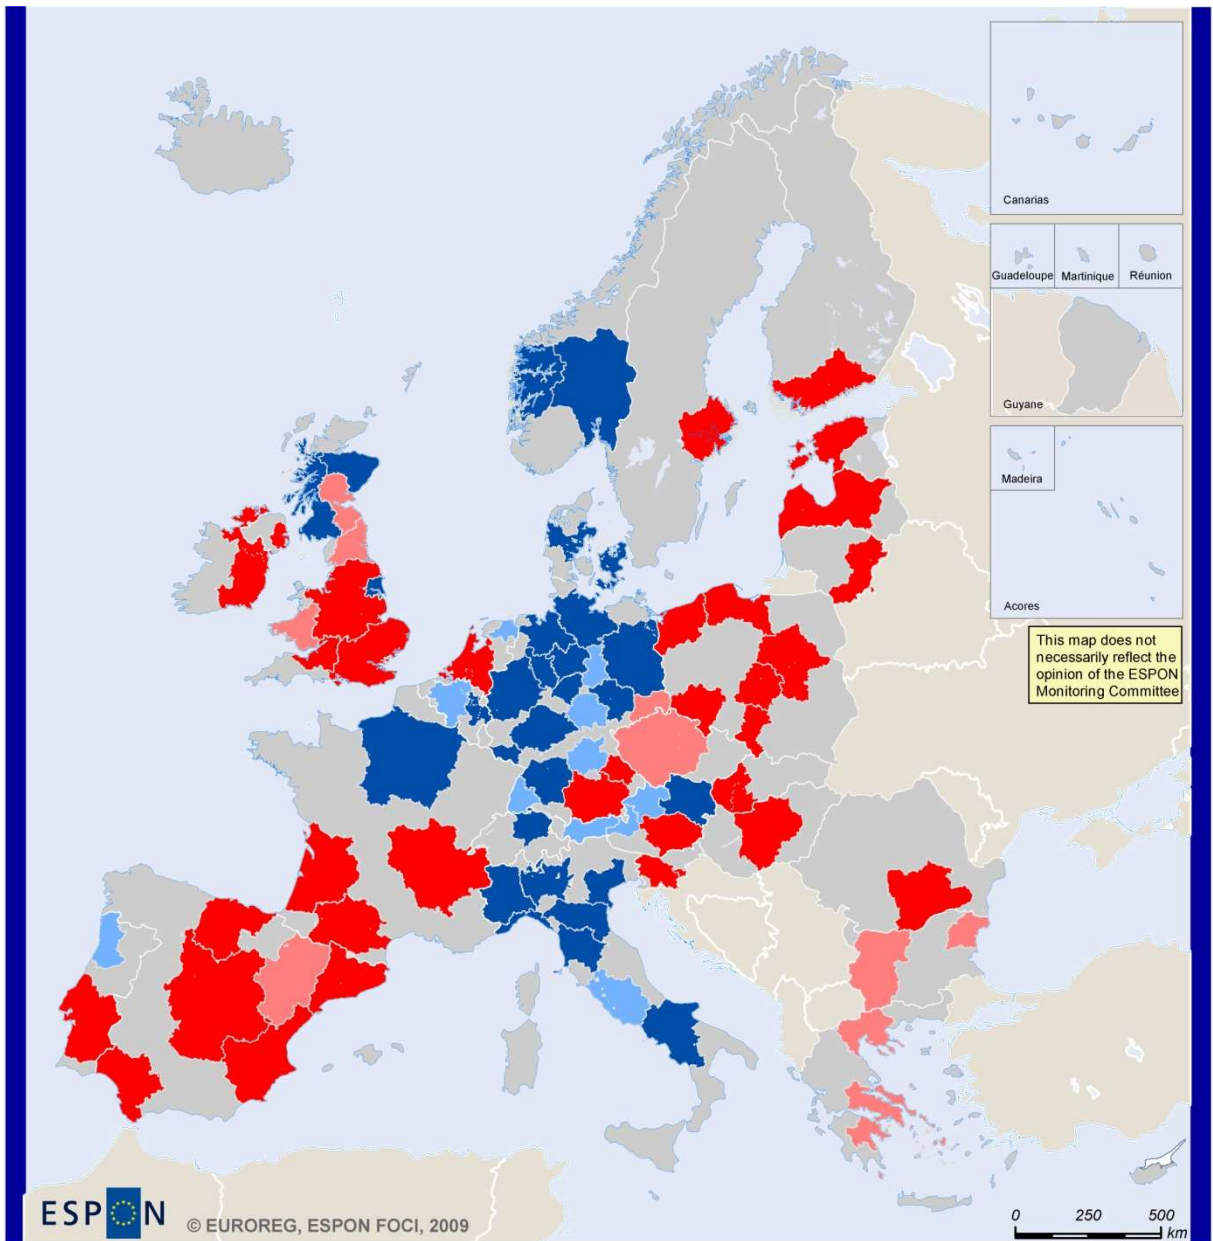 Canarias
Guadeloupe
Martinique
Réunion
Guyane
Madeira
Acores
This map does not
necessarily reflect the
opinion of the ESPON
Monitoring Committee
ESPON
© EUROREG, ESPON FOCI, 2009
0 250 500
km